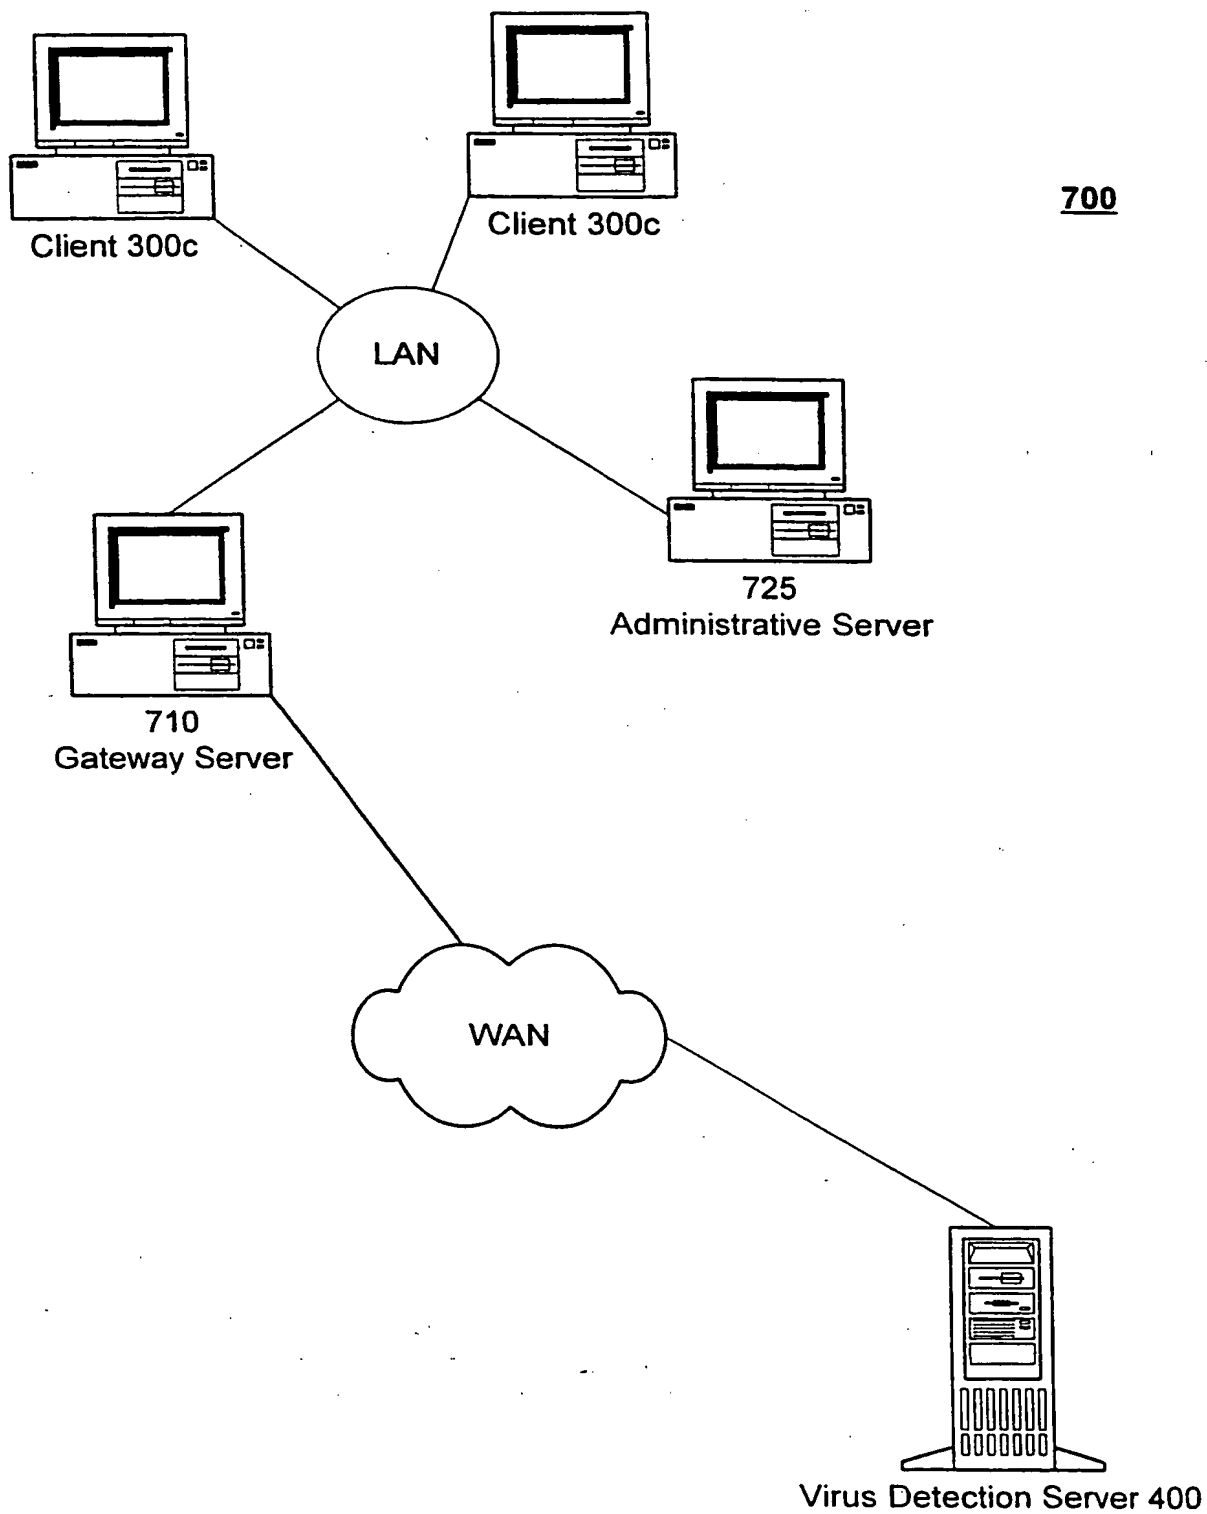 Client 300c
Client 300c
700
LAN
725
Administrative Server
710
Gateway Server
WAN
Virus Detection Server 400